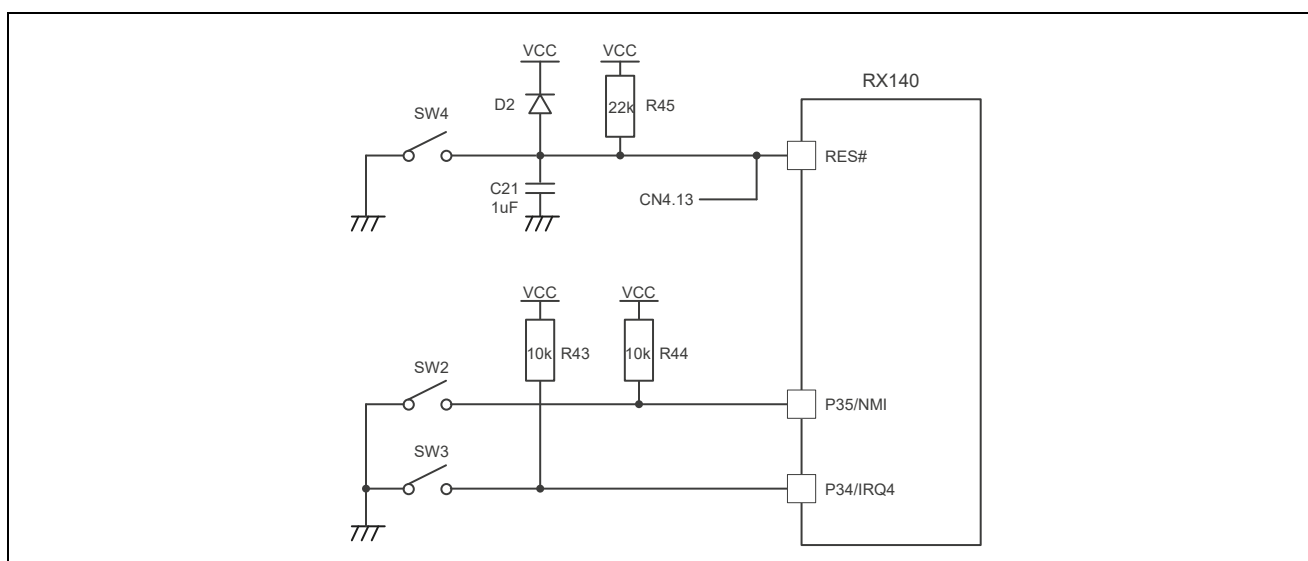 VCC
VCC
RX140
D2
22k
R45
SW4
RES#
C21
1uF
CN4.13
VCC
VCC
10k
R43
10k
R44
SW2
P35/NMI
SW3
P34/IRQ4